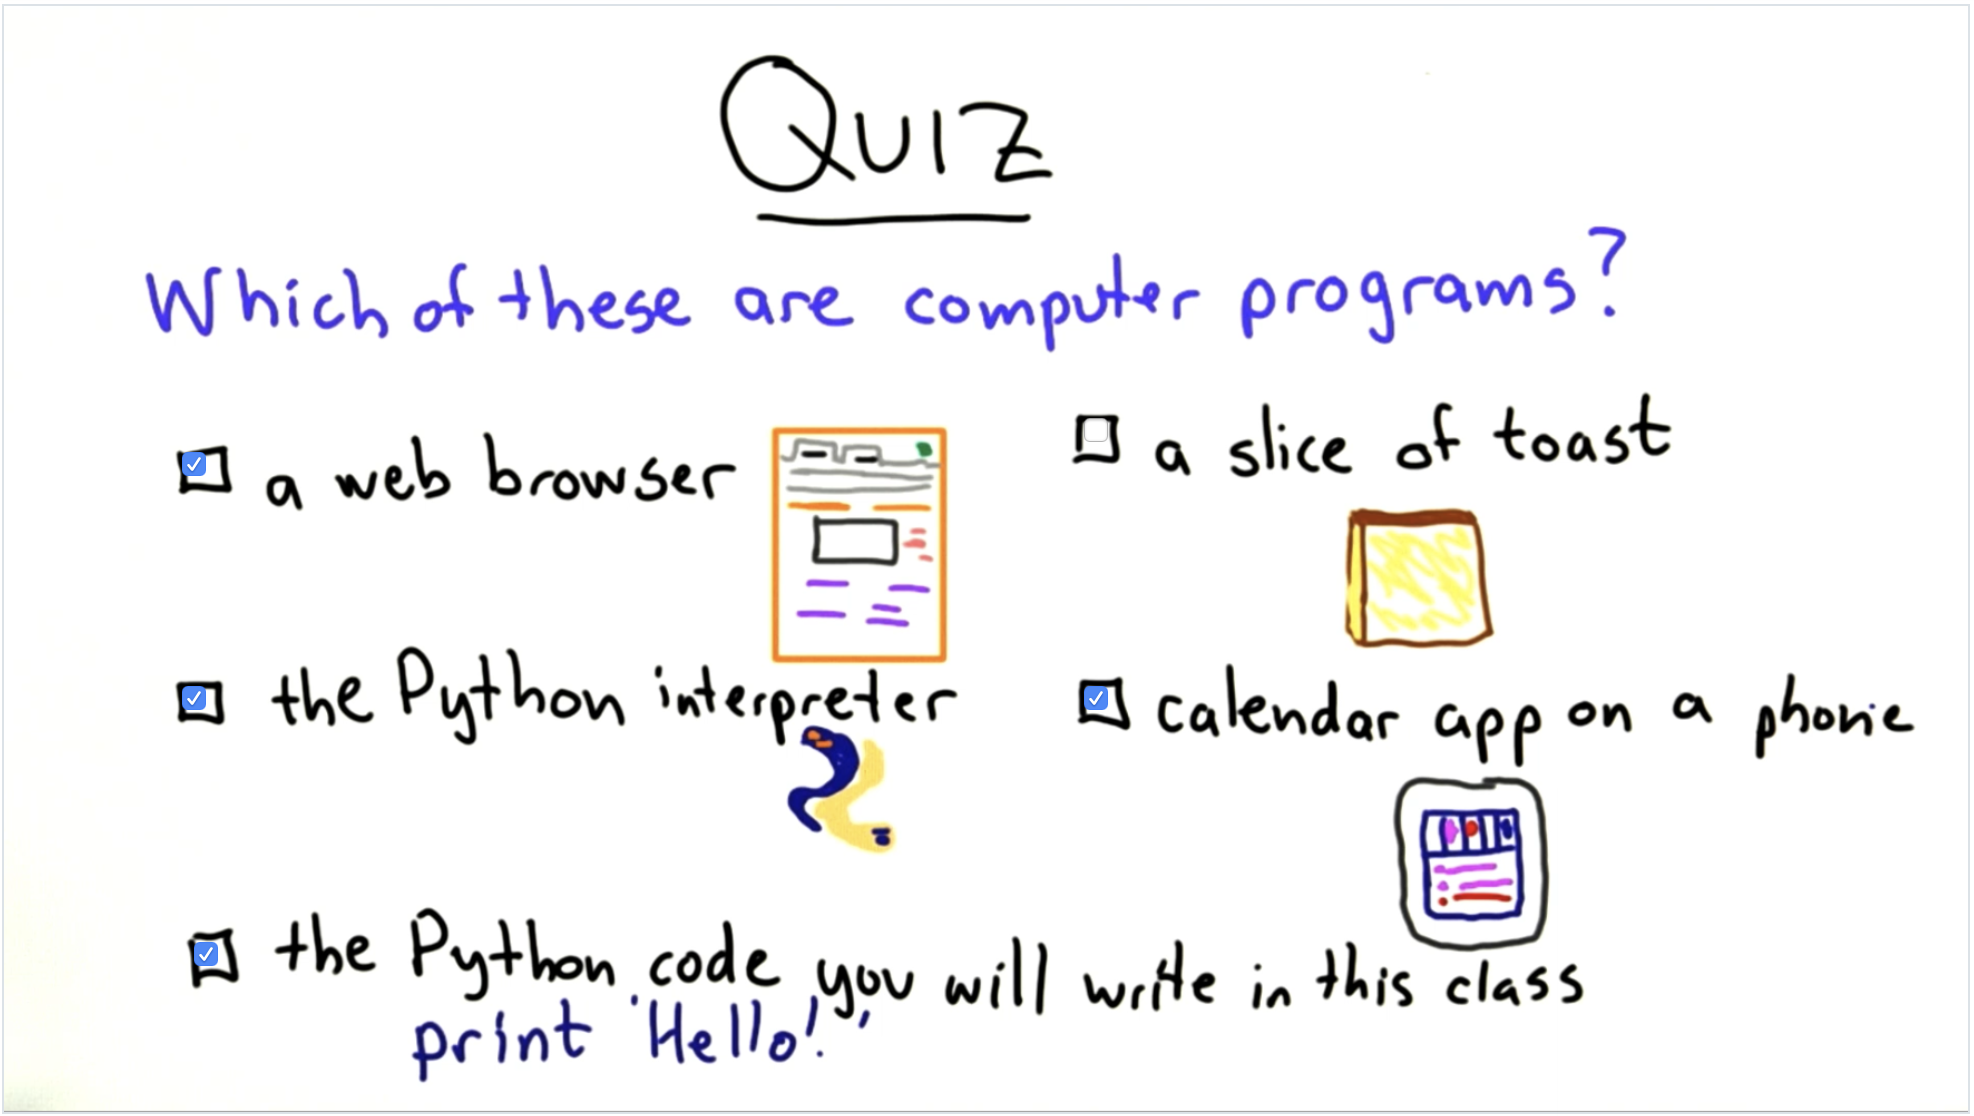 QUIZ
Which of these are computer programs?
a web browser
a slice of toast
the Python interpreter
calendar app on a phone
the Python code you will write in this class
print 'Hello!'